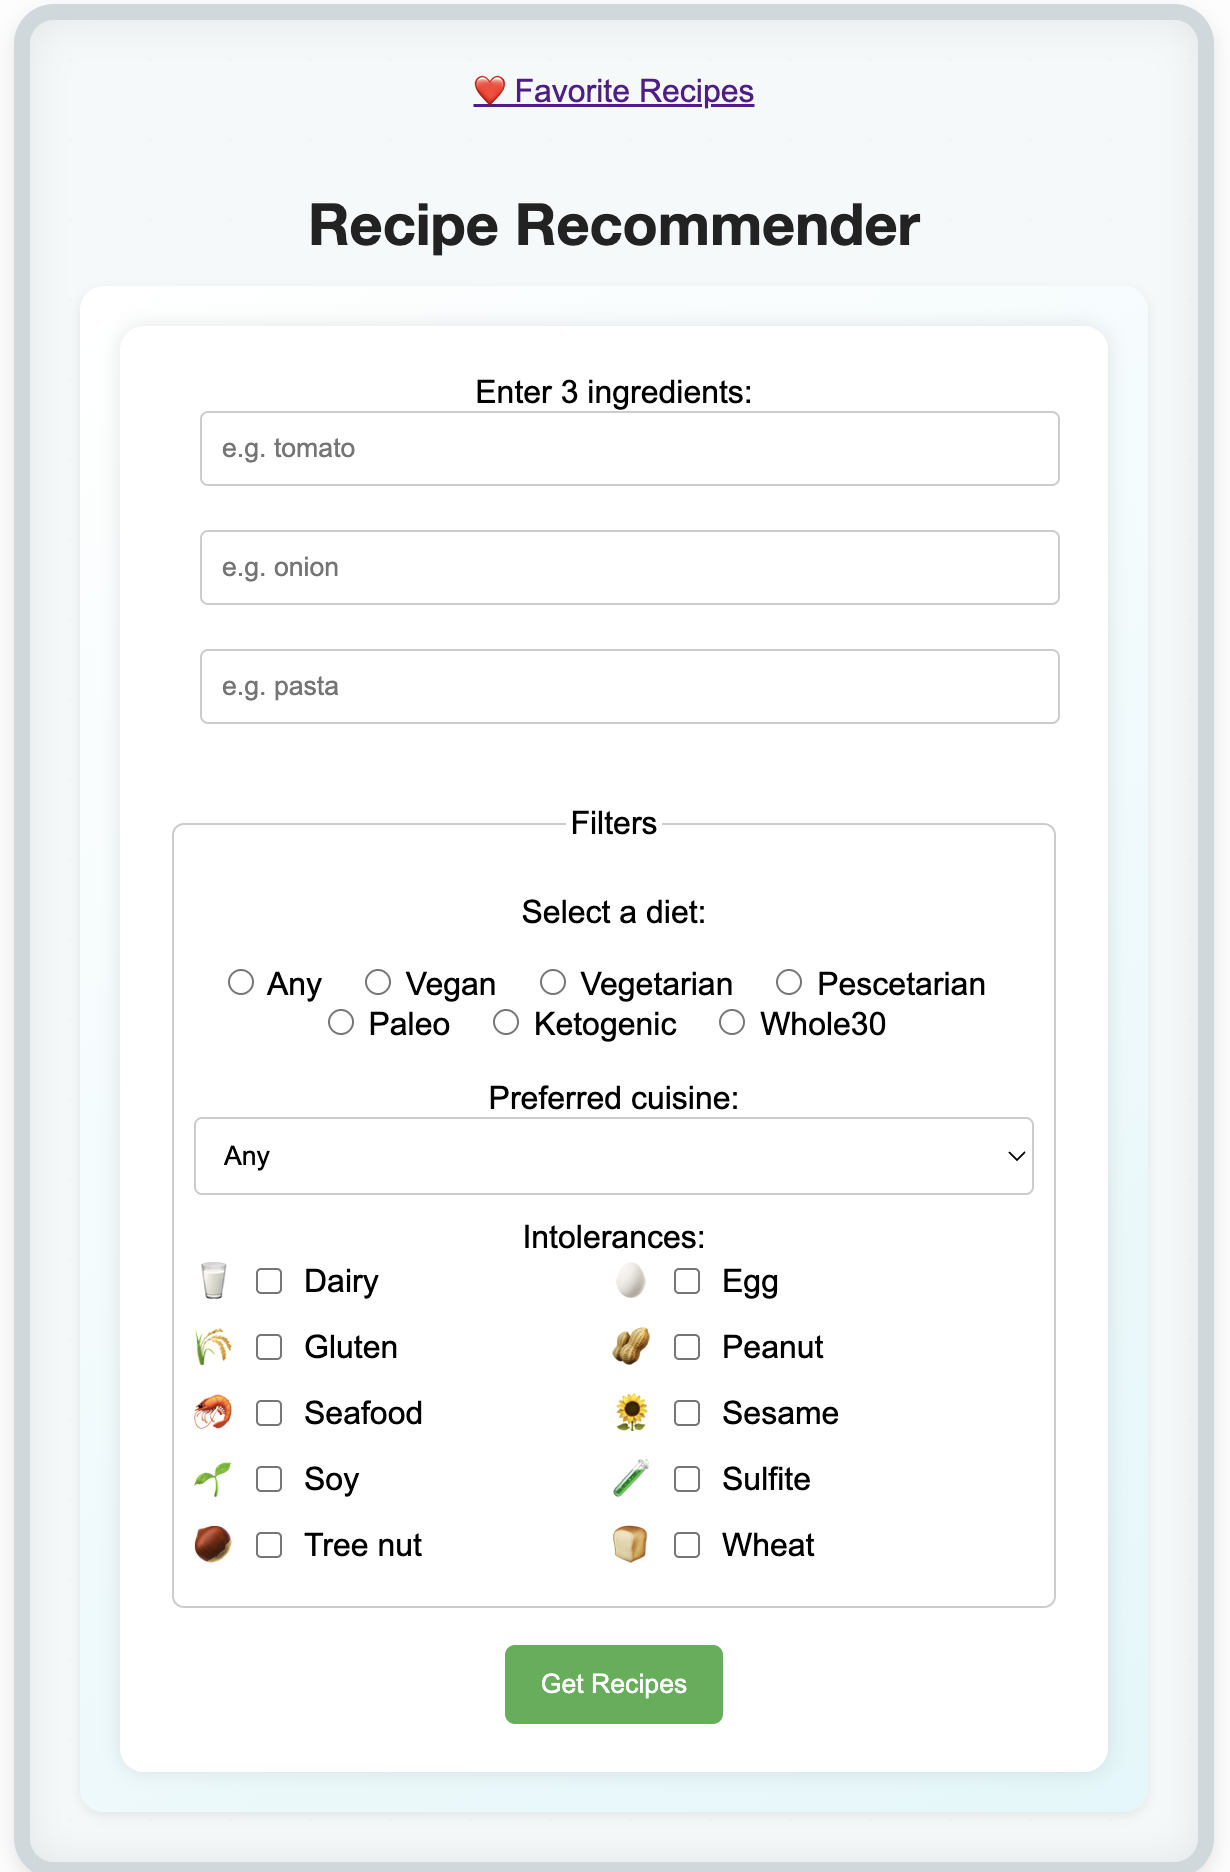 ❤️ Favorite Recipes
Recipe Recommender
Enter 3 ingredients:
e.g. tomato
e.g. onion
e.g. pasta
Filters
Select a diet:
Any Vegan Vegetarian Pescetarian
Paleo Ketogenic Whole30
Preferred cuisine:
Any
Intolerances:
Dairy Egg
Gluten Peanut
Seafood Sesame
Soy Sulfite
Tree nut Wheat
Get Recipes